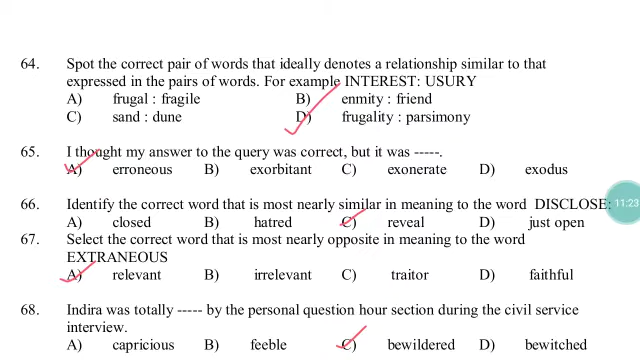 64. Spot the correct pair of words that ideally denotes a relationship similar to that
expressed in the pairs of words. For example INTEREST: USURY
A) frugal : fragile B) enmity : friend
C) sand : dune D) frugality : parsimony
65. I thought my answer to the query was correct, but it was -----.
A) erroneous B) exorbitant C) exonerate D) exodus
66. Identify the correct word that is most nearly similar in meaning to the word DISCLOSE:
A) closed B) hatred C) reveal D) just open
67. Select the correct word that is most nearly opposite in meaning to the word
EXTRANEOUS
A) relevant B) irrelevant C) traitor D) faithful
68. Indira was totally ----- by the personal question hour section during the civil service
interview.
A) capricious B) feeble C) bewildered D) bewitched
11:23